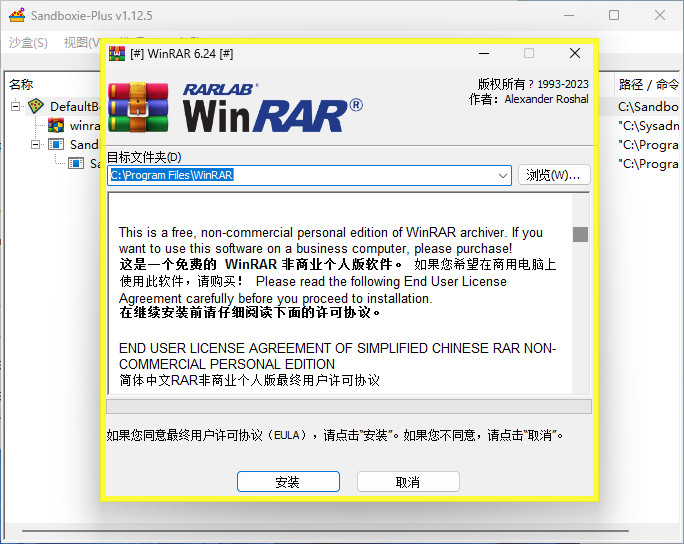 Sandboxie-Plus v1.12.5
沙盒(S)
视图(V)
[#] WinRAR 6.24 [#]
名称
路径 / 命令
RARLAB®
WinRAR®
版权所有 ? 1993-2023
作者：Alexander Roshal
DefaultB
C:\Sandbo
winra
"C:\Sysadn
Sand
"C:\Progra
Sa
"C:\Progra
目标文件夹(D)
C:\Program Files\WinRAR
浏览(W)...
This is a free, non-commercial personal edition of WinRAR archiver. If you
want to use this software on a business computer, please purchase!
这是一个免费的 WinRAR 非商业个人版软件。 如果您希望在商用电脑上
使用此软件，请购买！ Please read the following End User License
Agreement carefully before you proceed to installation.
在继续安装前请仔细阅读下面的许可协议。
END USER LICENSE AGREEMENT OF SIMPLIFIED CHINESE RAR NON-
COMMERCIAL PERSONAL EDITION
简体中文RAR非商业个人版最终用户许可协议
如果您同意最终用户许可协议（EULA），请点击"安装"。如果您不同意，请点击"取消"。
安装
取消